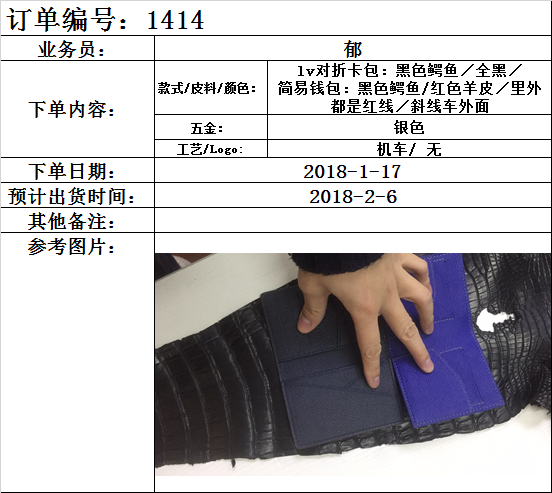 订单编号：1414
业务员： 郁
下单内容：
款式/皮料/颜色： lv对折卡包：黑色鳄鱼／全黑／
简易钱包：黑色鳄鱼/红色羊皮／里外
都是红线／斜线车外面
五金： 银色
工艺/Logo: 机车/ 无
下单日期： 2018-1-17
预计出货时间： 2018-2-6
其他备注：
参考图片：